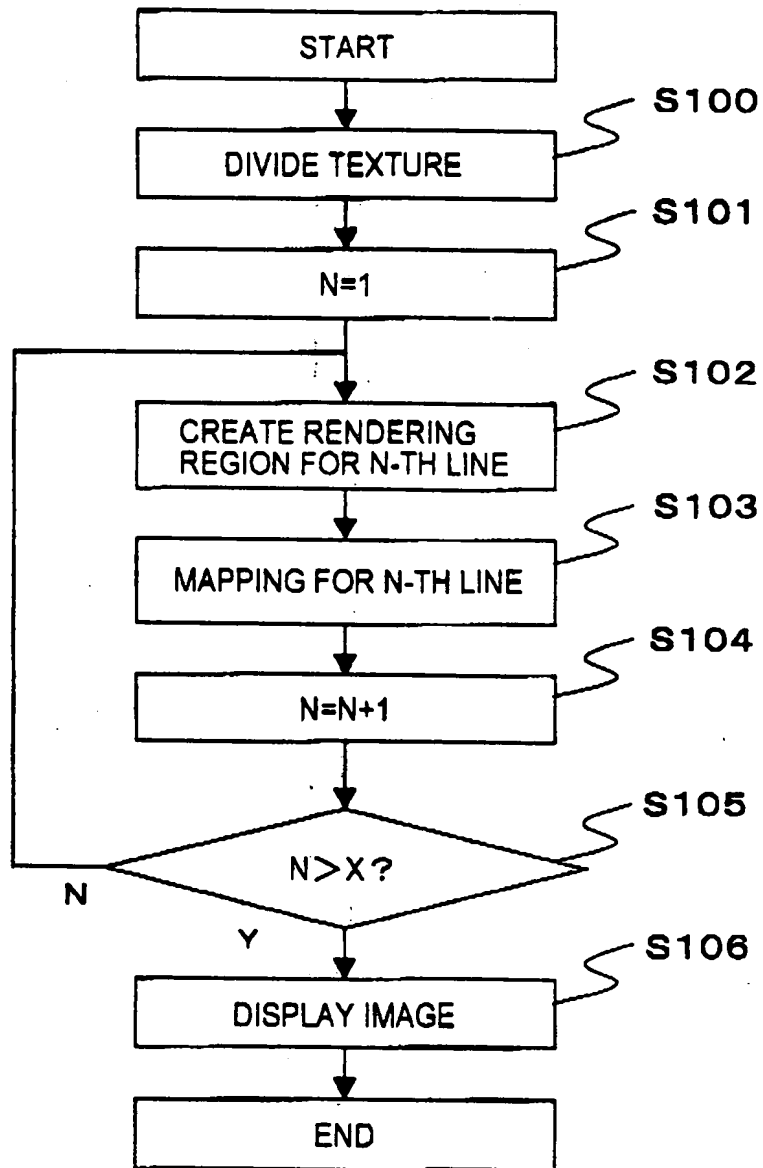 START
S100
DIVIDE TEXTURE
S101
N=1
S102
CREATE RENDERING
REGION FOR N-TH LINE
S103
MAPPING FOR N-TH LINE
S104
N=N+1
S105
N>X?
N
Y
S106
DISPLAY IMAGE
END